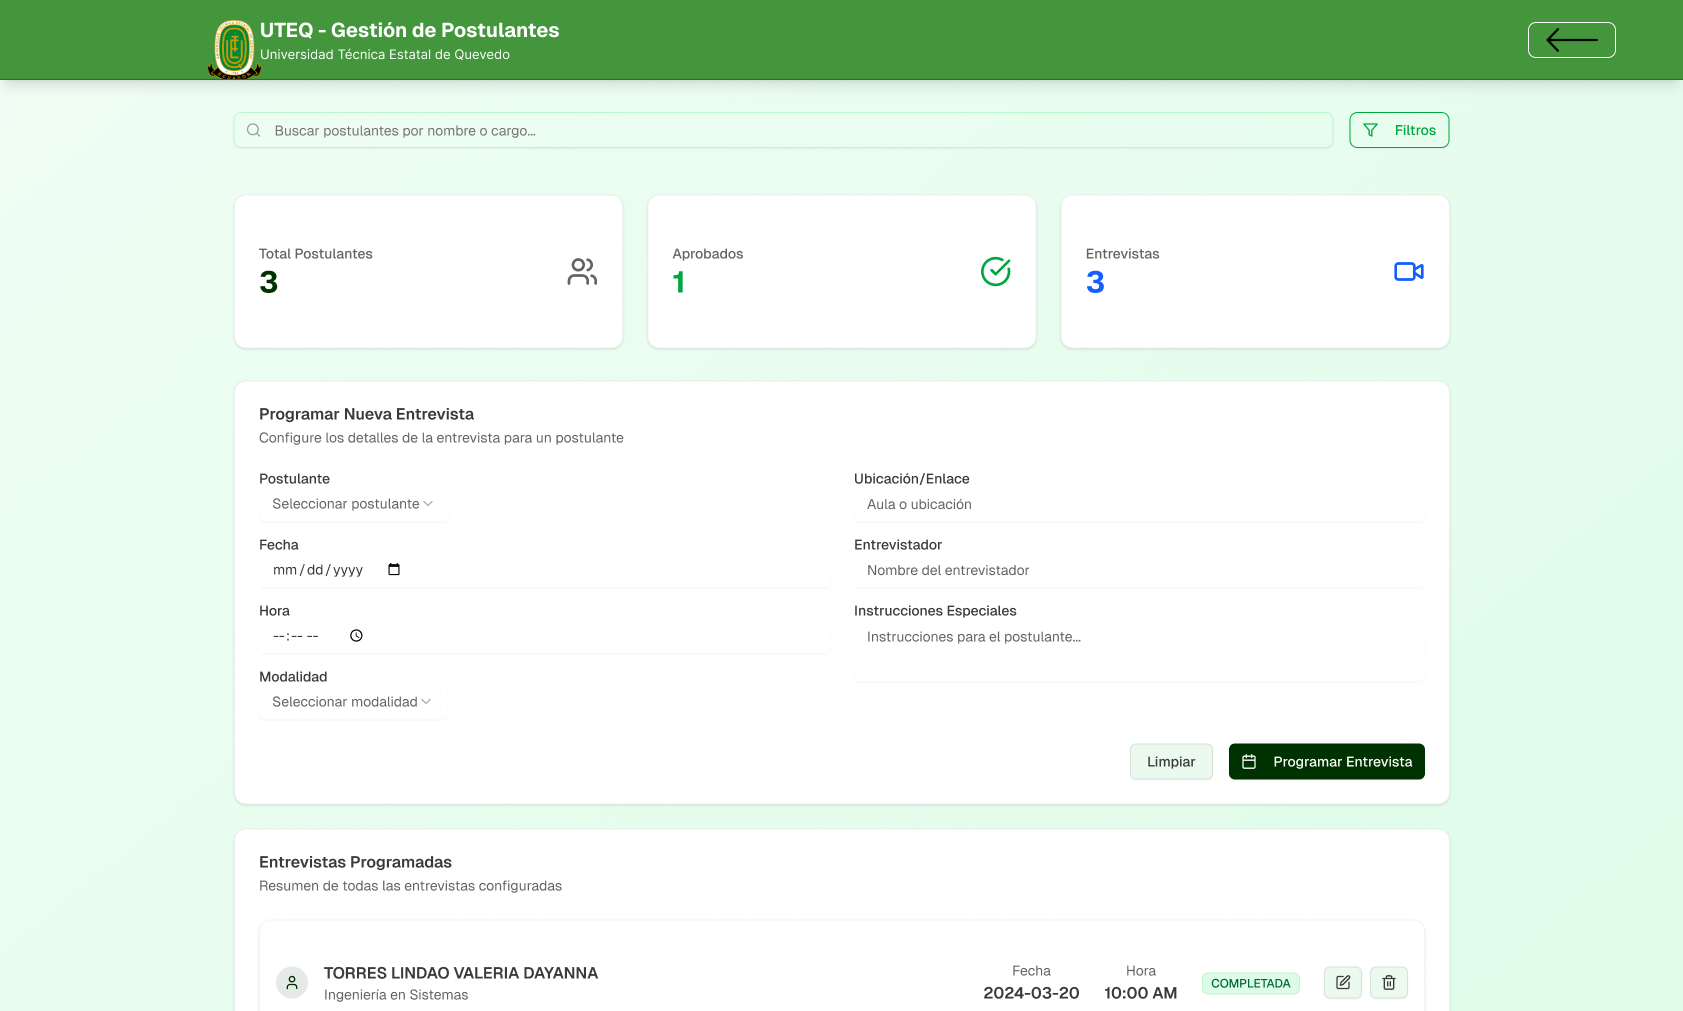 UTEQ - Gestión de Postulantes
Universidad Técnica Estatal de Quevedo
Buscar postulantes por nombre o cargo...
Filtros
Total Postulantes
3
Aprobados
1
Entrevistas
3
Programar Nueva Entrevista
Configure los detalles de la entrevista para un postulante
Postulante
Seleccionar postulante
Fecha
mm/dd/yyyy
Hora
--:-- --
Modalidad
Seleccionar modalidad
Ubicación/Enlace
Aula o ubicación
Entrevistador
Nombre del entrevistador
Instrucciones Especiales
Instrucciones para el postulante...
Limpiar
Programar Entrevista
Entrevistas Programadas
Resumen de todas las entrevistas configuradas
TORRES LINDAO VALERIA DAYANNA
Ingeniería en Sistemas
Fecha
2024-03-20
Hora
10:00 AM
COMPLETADA